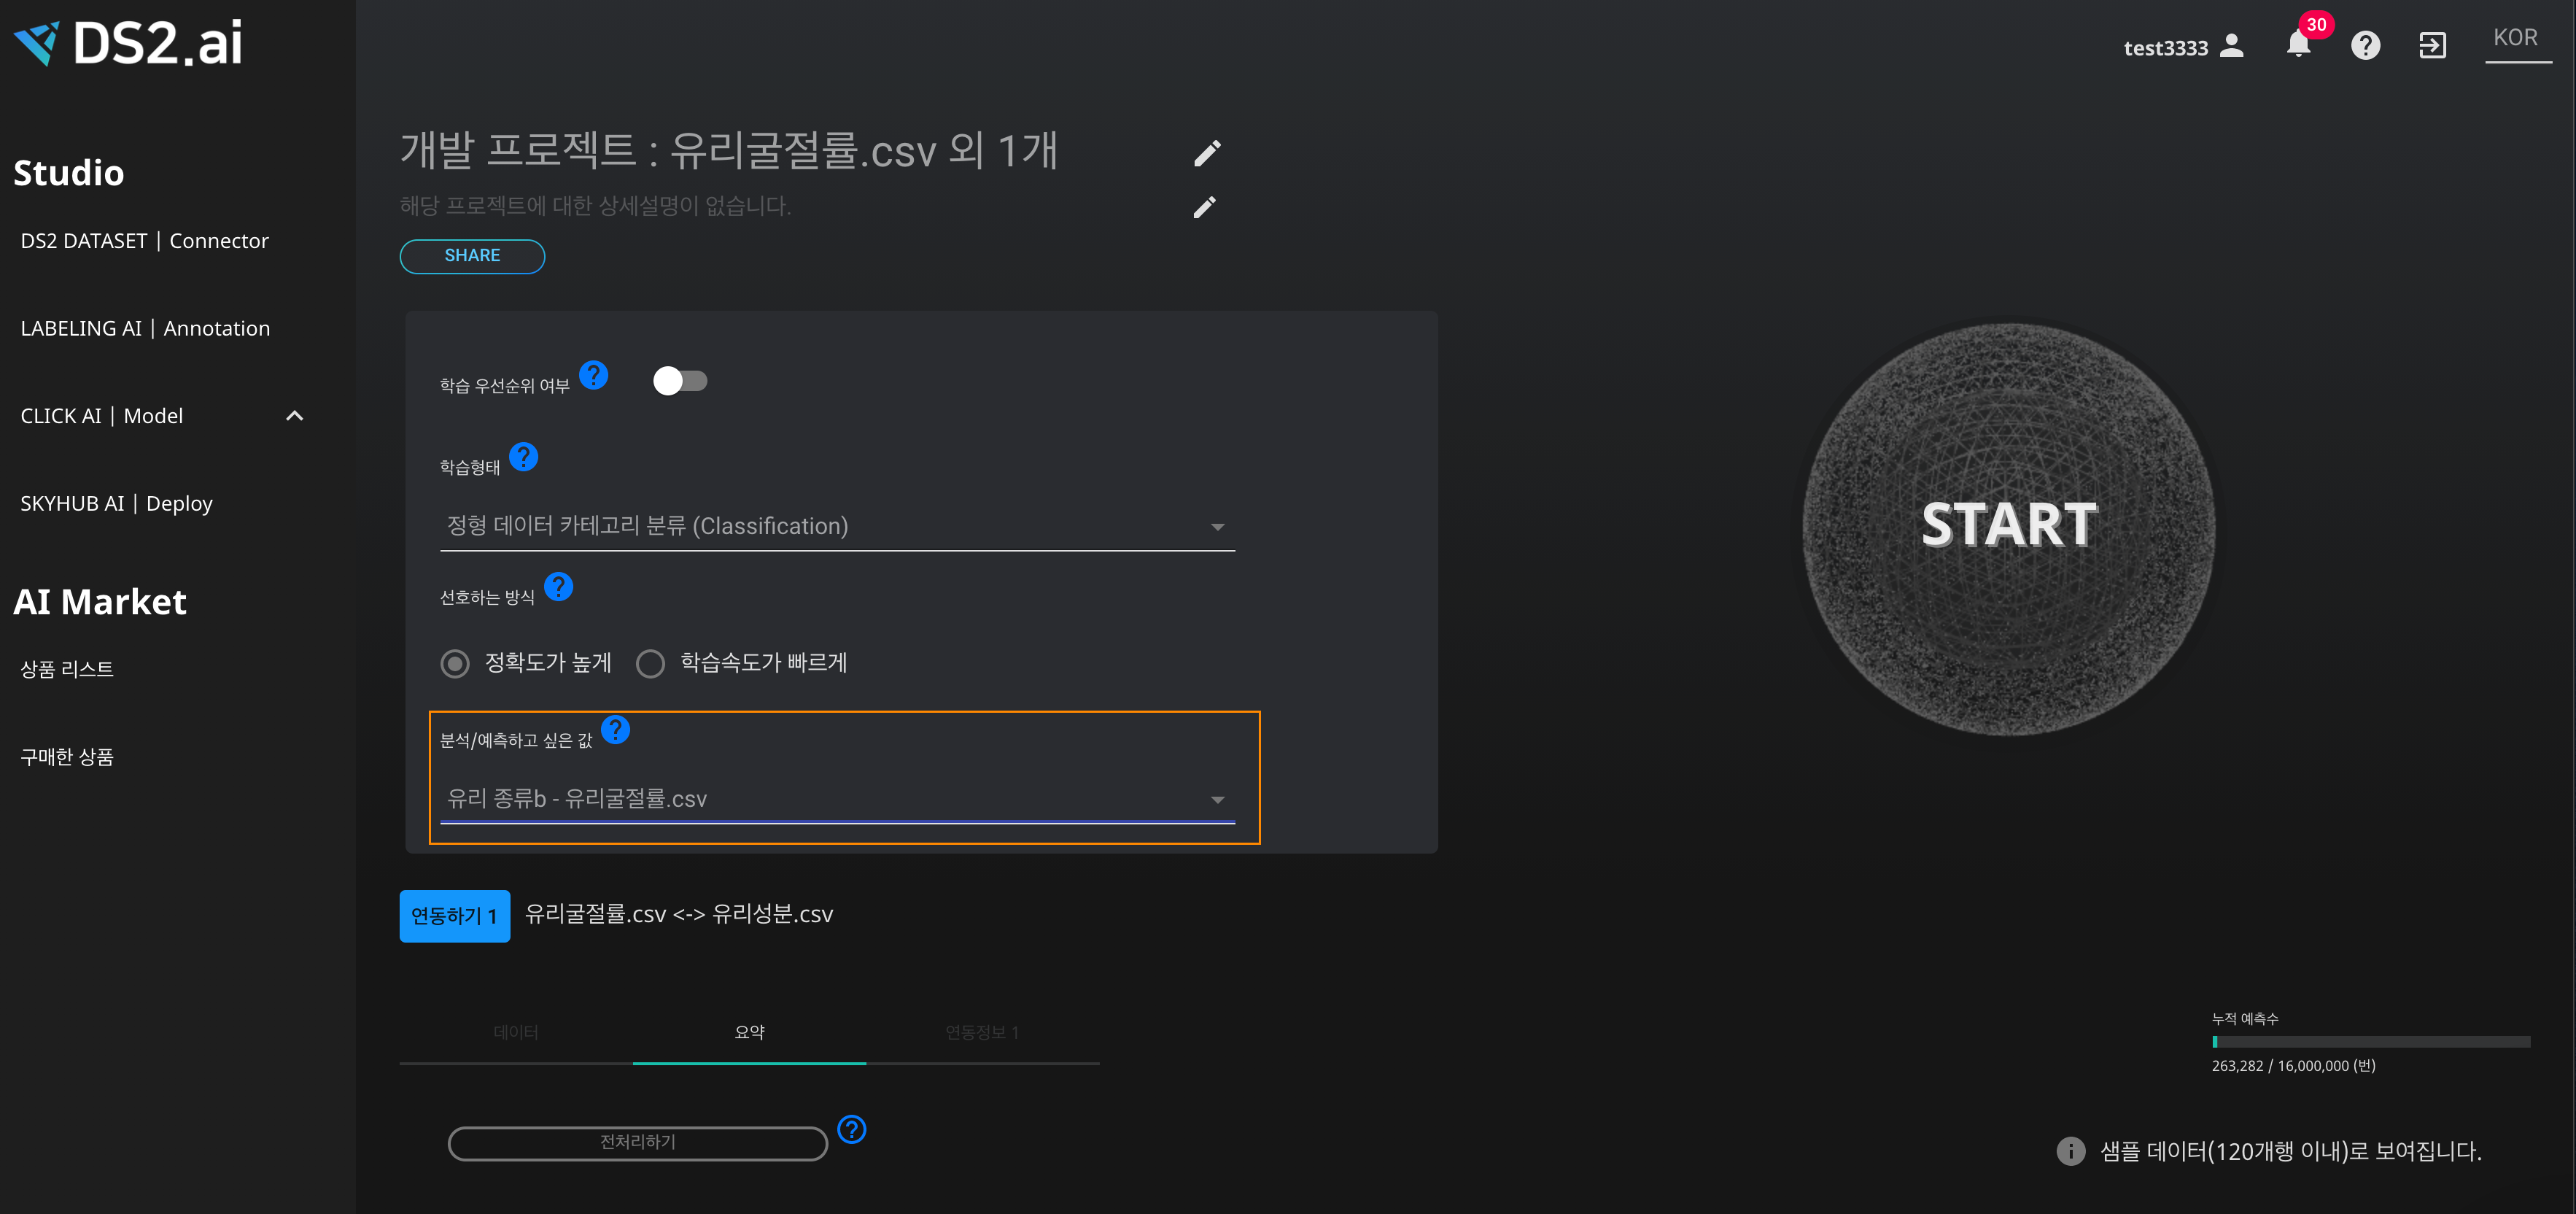 DS2.ai
test3333
30
KOR
Studio
DS2 DATASET | Connector
LABELING AI | Annotation
CLICK AI | Model
SKYHUB AI | Deploy
AI Market
상품 리스트
구매한 상품
개발 프로젝트 : 유리굴절률.csv 외 1개
해당 프로젝트에 대한 상세설명이 없습니다.
SHARE
학습 우선순위 여부 ?
학습형태 ?
정형 데이터 카테고리 분류 (Classification)
선호하는 방식 ?
정확도가 높게 학습속도가 빠르게
분석/예측하고 싶은 값 ?
유리 종류b - 유리굴절률.csv
START
연동하기 1 유리굴절률.csv <-> 유리성분.csv
데이터 요약 연동정보 1
누적 예측수
263,282 / 16,000,000 (번)
전처리하기 ?
샘플 데이터(120개행 이내)로 보여집니다.